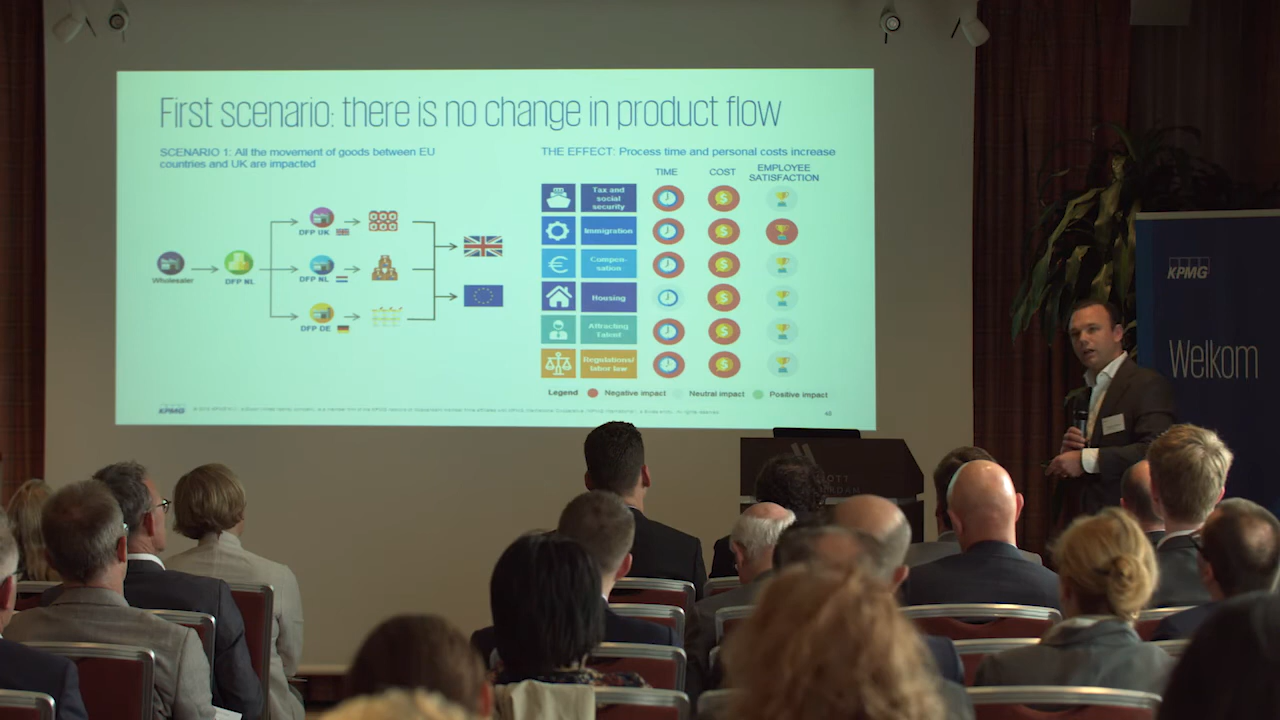 First scenario: there is no change in product flow
SCENARIO 1: All the movement of goods between EU
countries and UK are impacted
THE EFFECT: Process time and personal costs increase
TIME
COST
EMPLOYEE
SATISFACTION
Wholesaler
DFP NL
DFP UK
DFP NL
DFP DE
Tax and
social
security
Immigration
Compen-
sation
Housing
Attracting
Talent
Regulations/
labor law
Legend
Negative impact
Neutral impact
Positive impact
KPMG
48
KPMG
Welkom